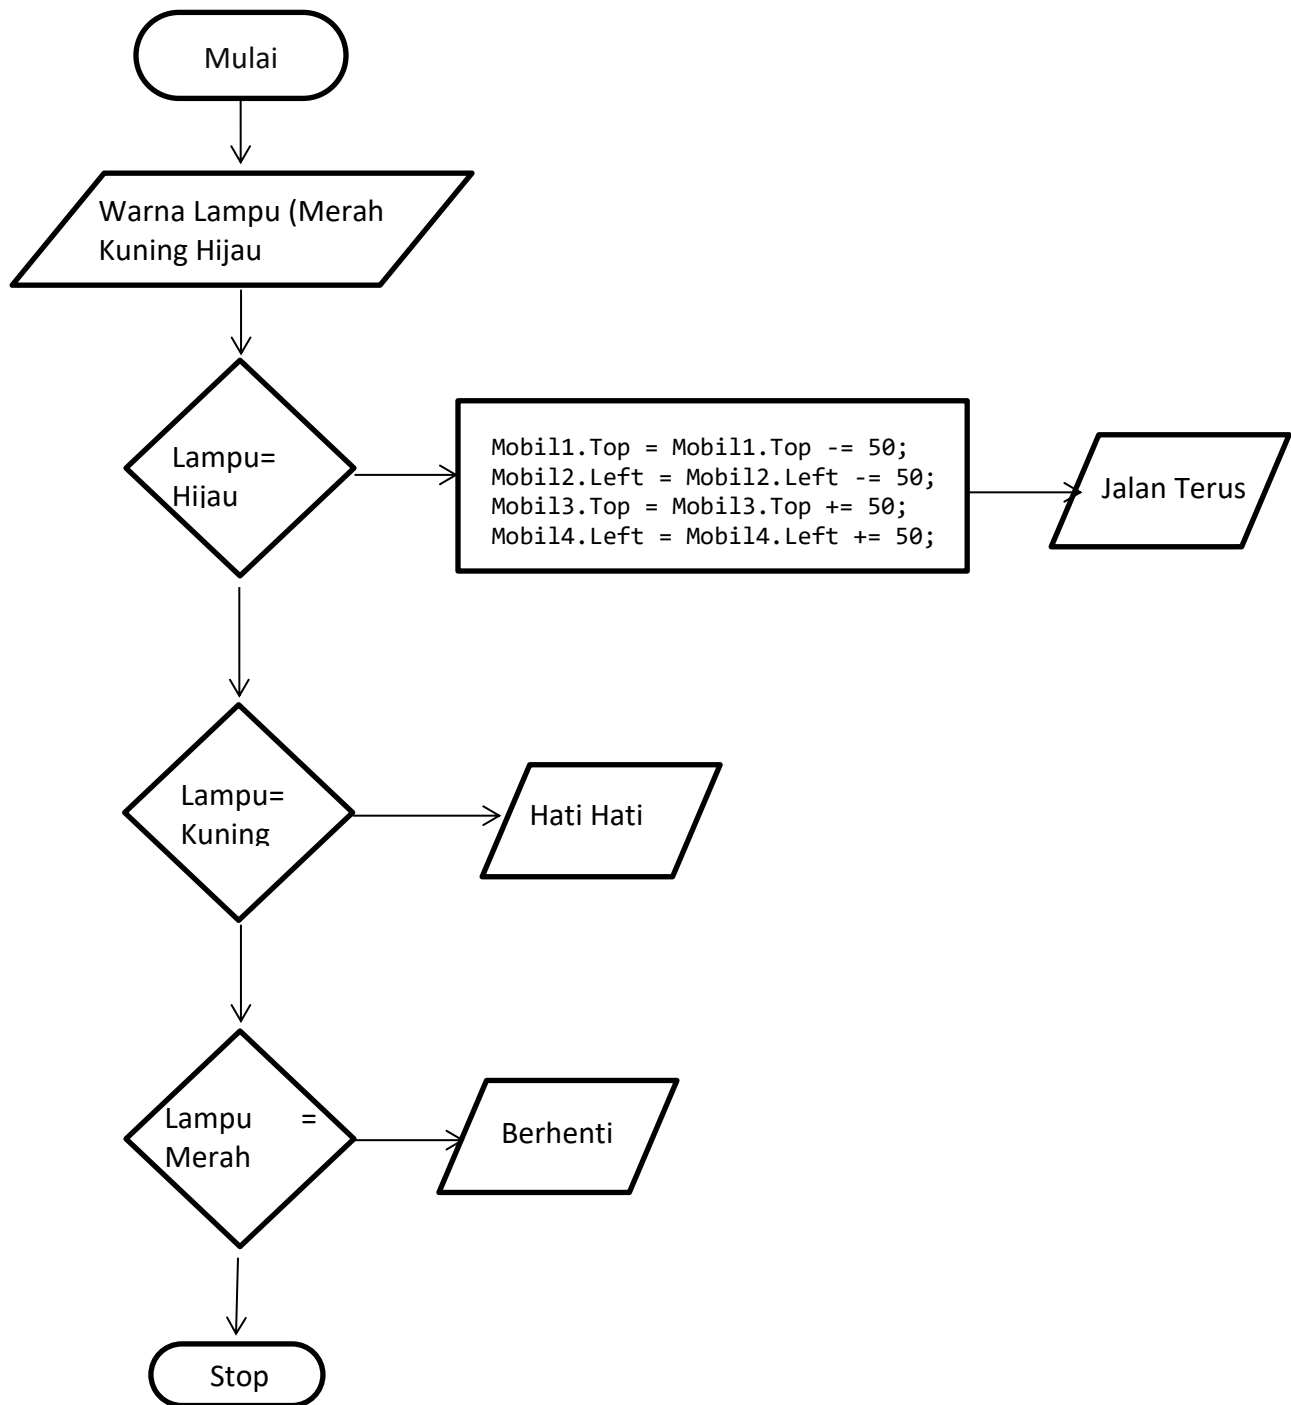 Mulai
Warna Lampu (Merah
Kuning Hijau
Lampu=
Hijau
Mobil1.Top = Mobil1.Top -= 50;
Mobil2.Left = Mobil2.Left -= 50;
Mobil3.Top = Mobil3.Top += 50;
Mobil4.Left = Mobil4.Left += 50;
Jalan Terus
Lampu=
Kuning
Hati Hati
Lampu =
Merah
Berhenti
Stop